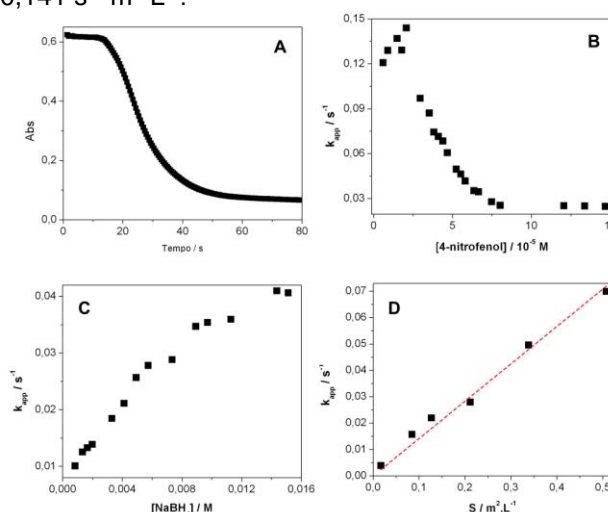 0,141 s⁻¹ m⁻² L⁻¹.
A
0,6
0,4
0,2
0,0
Abs
0 20 40 60 80
Tempo / s
B
0,15
0,12
0,09
0,06
0,03
k_app / s⁻¹
0 5 10
[4-nitrofenol] / 10⁻⁵ M
C
0,04
0,03
0,02
0,01
k_app / s⁻¹
0,000 0,004 0,008 0,012 0,016
[NaBH₄] / M
D
0,07
0,06
0,05
0,04
0,03
0,02
0,01
0,00
k_app / s⁻¹
0,0 0,1 0,2 0,3 0,4
S / m².L⁻¹